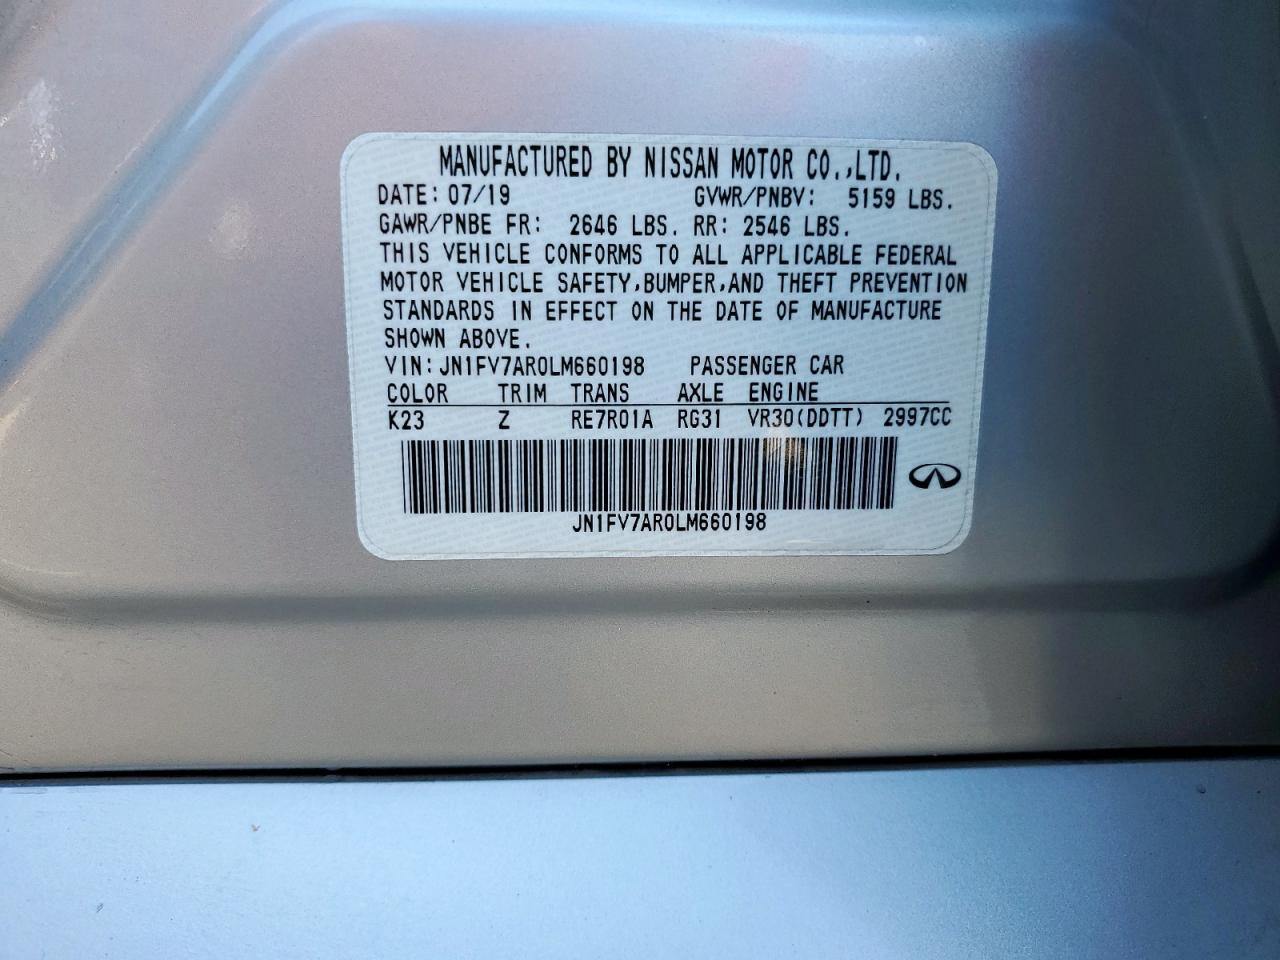 MANUFACTURED BY NISSAN MOTOR CO.,LTD.
DATE: 07/19 GVWR/PNBV: 5159 LBS.
GAWR/PNBE FR: 2646 LBS. RR: 2546 LBS.
THIS VEHICLE CONFORMS TO ALL APPLICABLE FEDERAL
MOTOR VEHICLE SAFETY,BUMPER,AND THEFT PREVENTION
STANDARDS IN EFFECT ON THE DATE OF MANUFACTURE
SHOWN ABOVE.
VIN: JN1FV7AR0LM660198 PASSENGER CAR
COLOR TRIM TRANS AXLE ENGINE
K23 Z RE7R01A RG31 VR30(DDTT) 2997CC
JN1FV7AR0LM660198